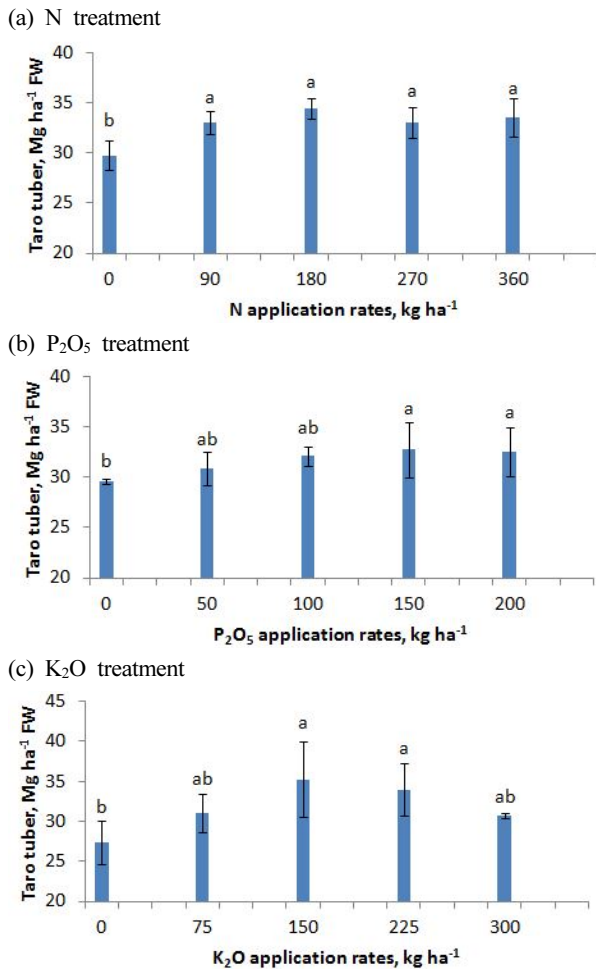 (a) N treatment
Taro tuber, Mg ha⁻¹ FW
40
35
30
25
20
b
a
a
a
a
0 90 180 270 360
N application rates, kg ha⁻¹
(b) P₂O₅ treatment
Taro tuber, Mg ha⁻¹ FW
40
35
30
25
20
b
ab
ab
a
a
0 50 100 150 200
P₂O₅ application rates, kg ha⁻¹
(c) K₂O treatment
Taro tuber, Mg ha⁻¹ FW
45
40
35
30
25
20
b
ab
a
a
ab
0 75 150 225 300
K₂O application rates, kg ha⁻¹